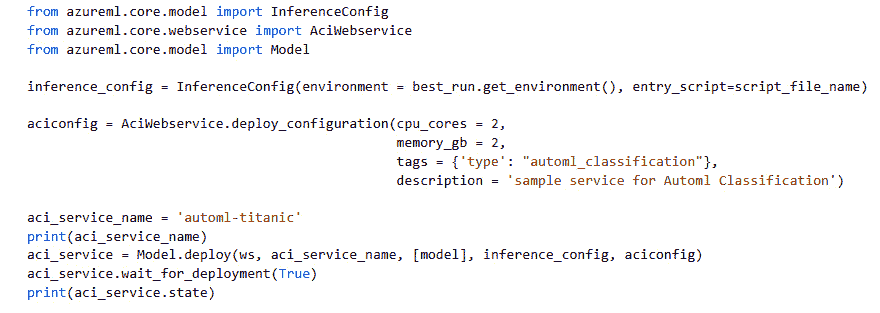 from azureml.core.model import InferenceConfig
from azureml.core.webservice import AciWebservice
from azureml.core.model import Model

inference_config = InferenceConfig(environment = best_run.get_environment(), entry_script=script_file_name)

aciconfig = AciWebservice.deploy_configuration(cpu_cores = 2,
                                               memory_gb = 2,
                                               tags = {'type': "automl_classification"},
                                               description = 'sample service for Automl Classification')

aci_service_name = 'automl-titanic'
print(aci_service_name)
aci_service = Model.deploy(ws, aci_service_name, [model], inference_config, aciconfig)
aci_service.wait_for_deployment(True)
print(aci_service.state)